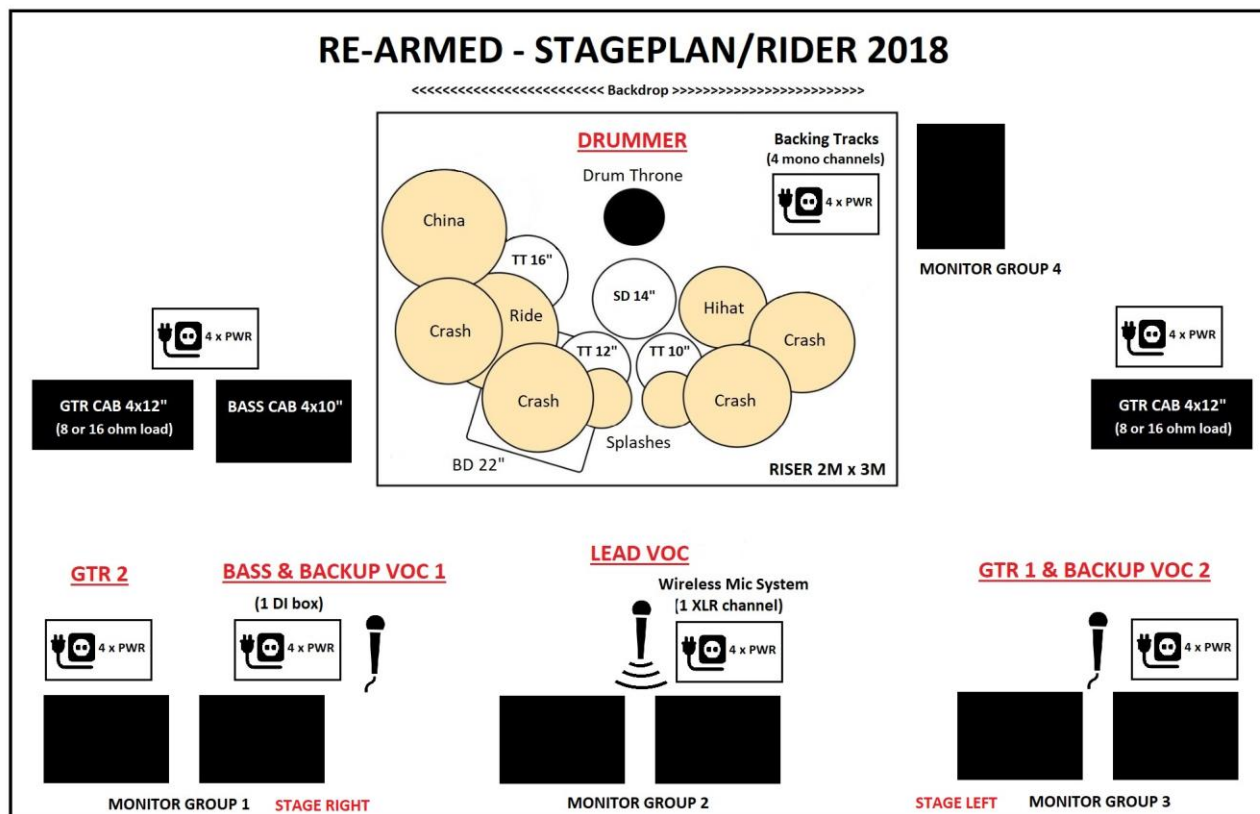 RE-ARMED - STAGEPLAN/RIDER 2018
<<<<<<<<<<<<<<<<<<<<<<<<<< Backdrop >>>>>>>>>>>>>>>>>>>>>>>>>
DRUMMER
Drum Throne
Backing Tracks
(4 mono channels)
4 x PWR
China
TT 16"
SD 14"
Ride
Hihat
Crash
Crash
TT 12"
TT 10"
Crash
Crash
Splashes
BD 22"
RISER 2M x 3M
MONITOR GROUP 4
4 x PWR
GTR CAB 4x12"
(8 or 16 ohm load)
BASS CAB 4x10"
4 x PWR
GTR CAB 4x12"
(8 or 16 ohm load)
GTR 2
4 x PWR
BASS & BACKUP VOC 1
(1 DI box)
4 x PWR
LEAD VOC
Wireless Mic System
(1 XLR channel)
4 x PWR
GTR 1 & BACKUP VOC 2
4 x PWR
MONITOR GROUP 1
STAGE RIGHT
MONITOR GROUP 2
STAGE LEFT
MONITOR GROUP 3